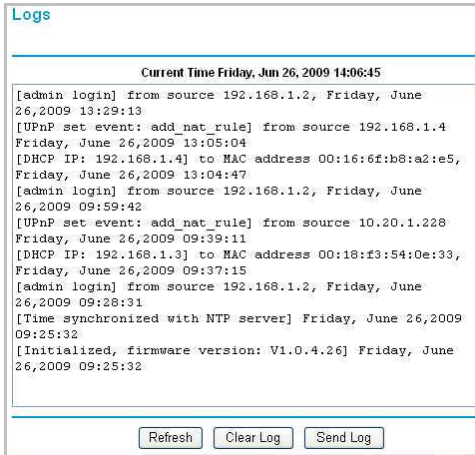 Logs
Current Time Friday, Jun 26, 2009 14:06:45
[admin login] from source 192.168.1.2, Friday, June
26,2009 13:29:13
[UPnP set event: add_nat_rule] from source 192.168.1.4
Friday, June 26,2009 13:05:04
[DHCP IP: 192.168.1.4] to MAC address 00:16:6f:b8:a2:e5,
Friday, June 26,2009 13:04:47
[admin login] from source 192.168.1.2, Friday, June
26,2009 09:59:42
[UPnP set event: add_nat_rule] from source 10.20.1.228
Friday, June 26,2009 09:39:11
[DHCP IP: 192.168.1.3] to MAC address 00:18:f3:54:0e:33,
Friday, June 26,2009 09:37:15
[admin login] from source 192.168.1.2, Friday, June
26,2009 09:28:31
[Time synchronized with NTP server] Friday, June 26,2009
09:25:32
[Initialized, firmware version: V1.0.4.26] Friday, June
26,2009 09:25:32
Refresh Clear Log Send Log